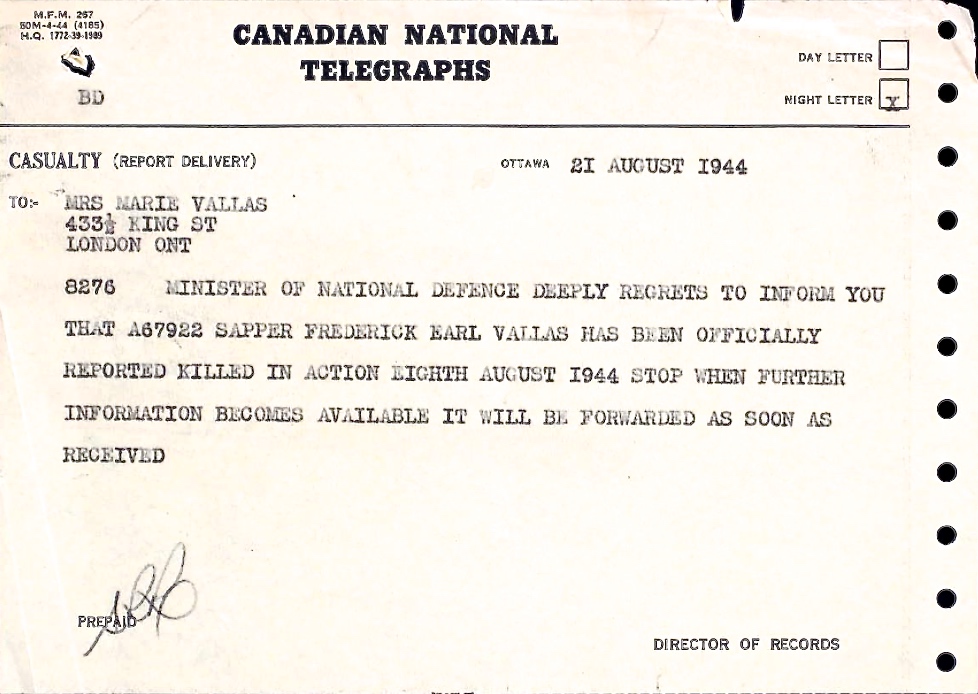 M.F.M. 267
80M-4-44 (4185)
H.Q. 1772-39-1989
CANADIAN NATIONAL
TELEGRAPHS
DAY LETTER
BD
NIGHT LETTER X
CASUALTY (REPORT DELIVERY)
OTTAWA 21 AUGUST 1944
TO:- MRS MARIE VALLAS
433½ KING ST
LONDON ONT
8276 MINISTER OF NATIONAL DEFENCE DEEPLY REGRETS TO INFORM YOU
THAT A67922 SAPPER FREDERICK EARL VALLAS HAS BEEN OFFICIALLY
REPORTED KILLED IN ACTION EIGHTH AUGUST 1944 STOP WHEN FURTHER
INFORMATION BECOMES AVAILABLE IT WILL BE FORWARDED AS SOON AS
RECEIVED
PREPAID
DIRECTOR OF RECORDS